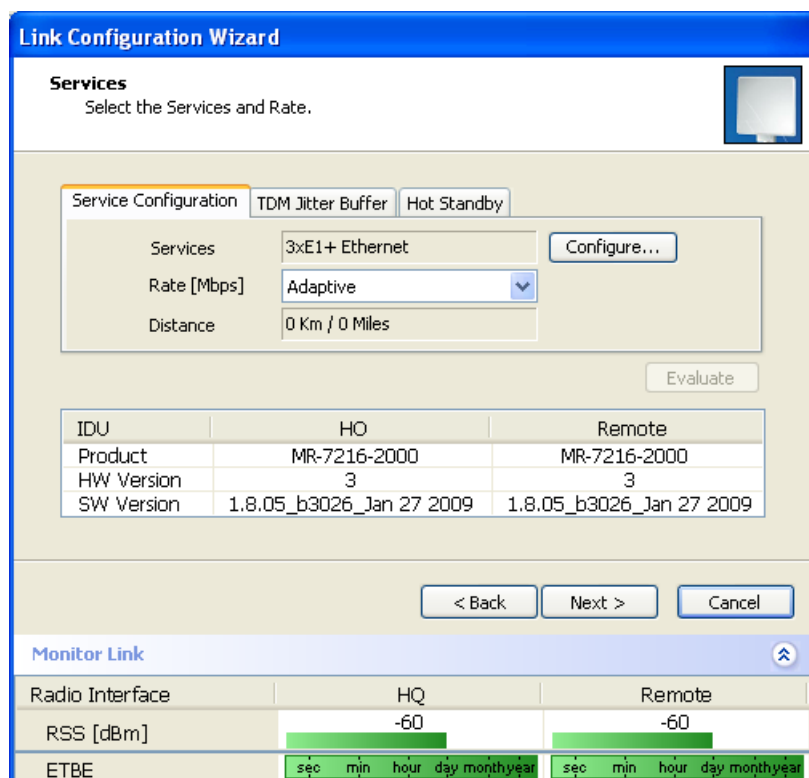 Link Configuration Wizard
Services
Select the Services and Rate.
Service Configuration TDM Jitter Buffer Hot Standby
Services 3xE1+ Ethernet Configure...
Rate [Mbps] Adaptive
Distance 0 Km / 0 Miles
Evaluate
IDU HO Remote
Product MR-7216-2000 MR-7216-2000
HW Version 3 3
SW Version 1.8.05_b3026_Jan 27 2009 1.8.05_b3026_Jan 27 2009
< Back Next > Cancel
Monitor Link
Radio Interface HQ Remote
RSS [dBm] -60 -60
ETBE sec min hour day month year sec min hour day month year